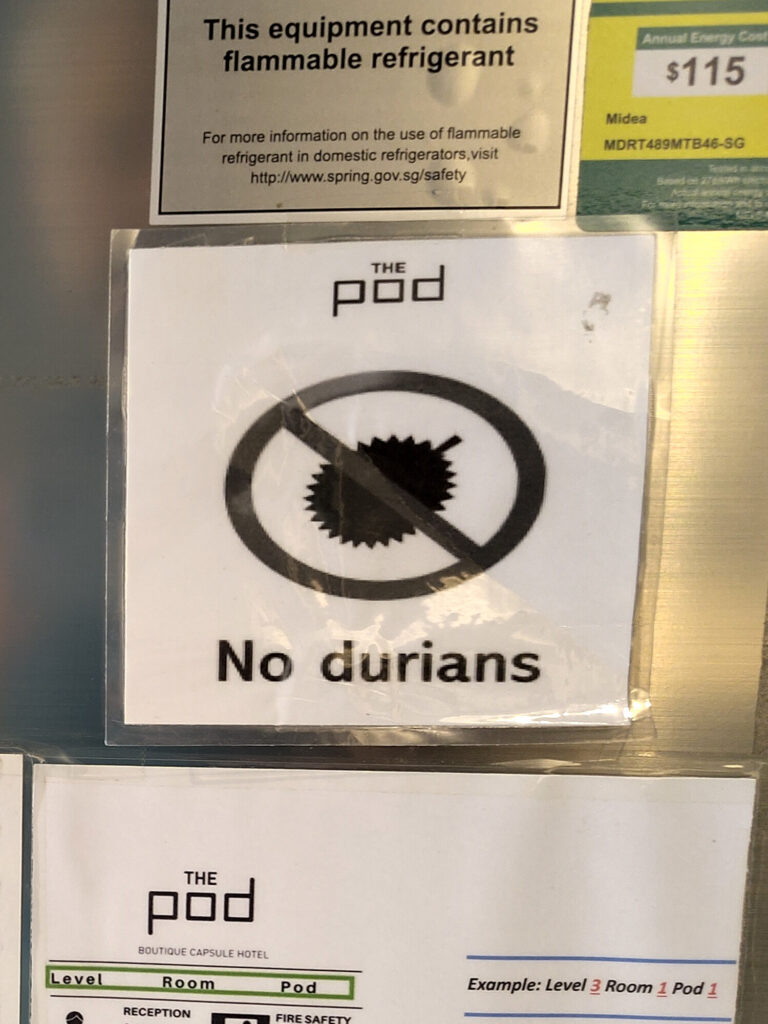 This equipment contains
flammable refrigerant
For more information on the use of flammable
refrigerant in domestic refrigerators,visit
http://www.spring.gov.sg/safety
Annual Energy Cost
$115
Midea
MDRT489MTB46-SG
THE
pod
No durians
THE
pod
BOUTIQUE CAPSULE HOTEL
Level Room Pod
Example: Level 3 Room 1 Pod 1
RECEPTION
FIRE SAFETY